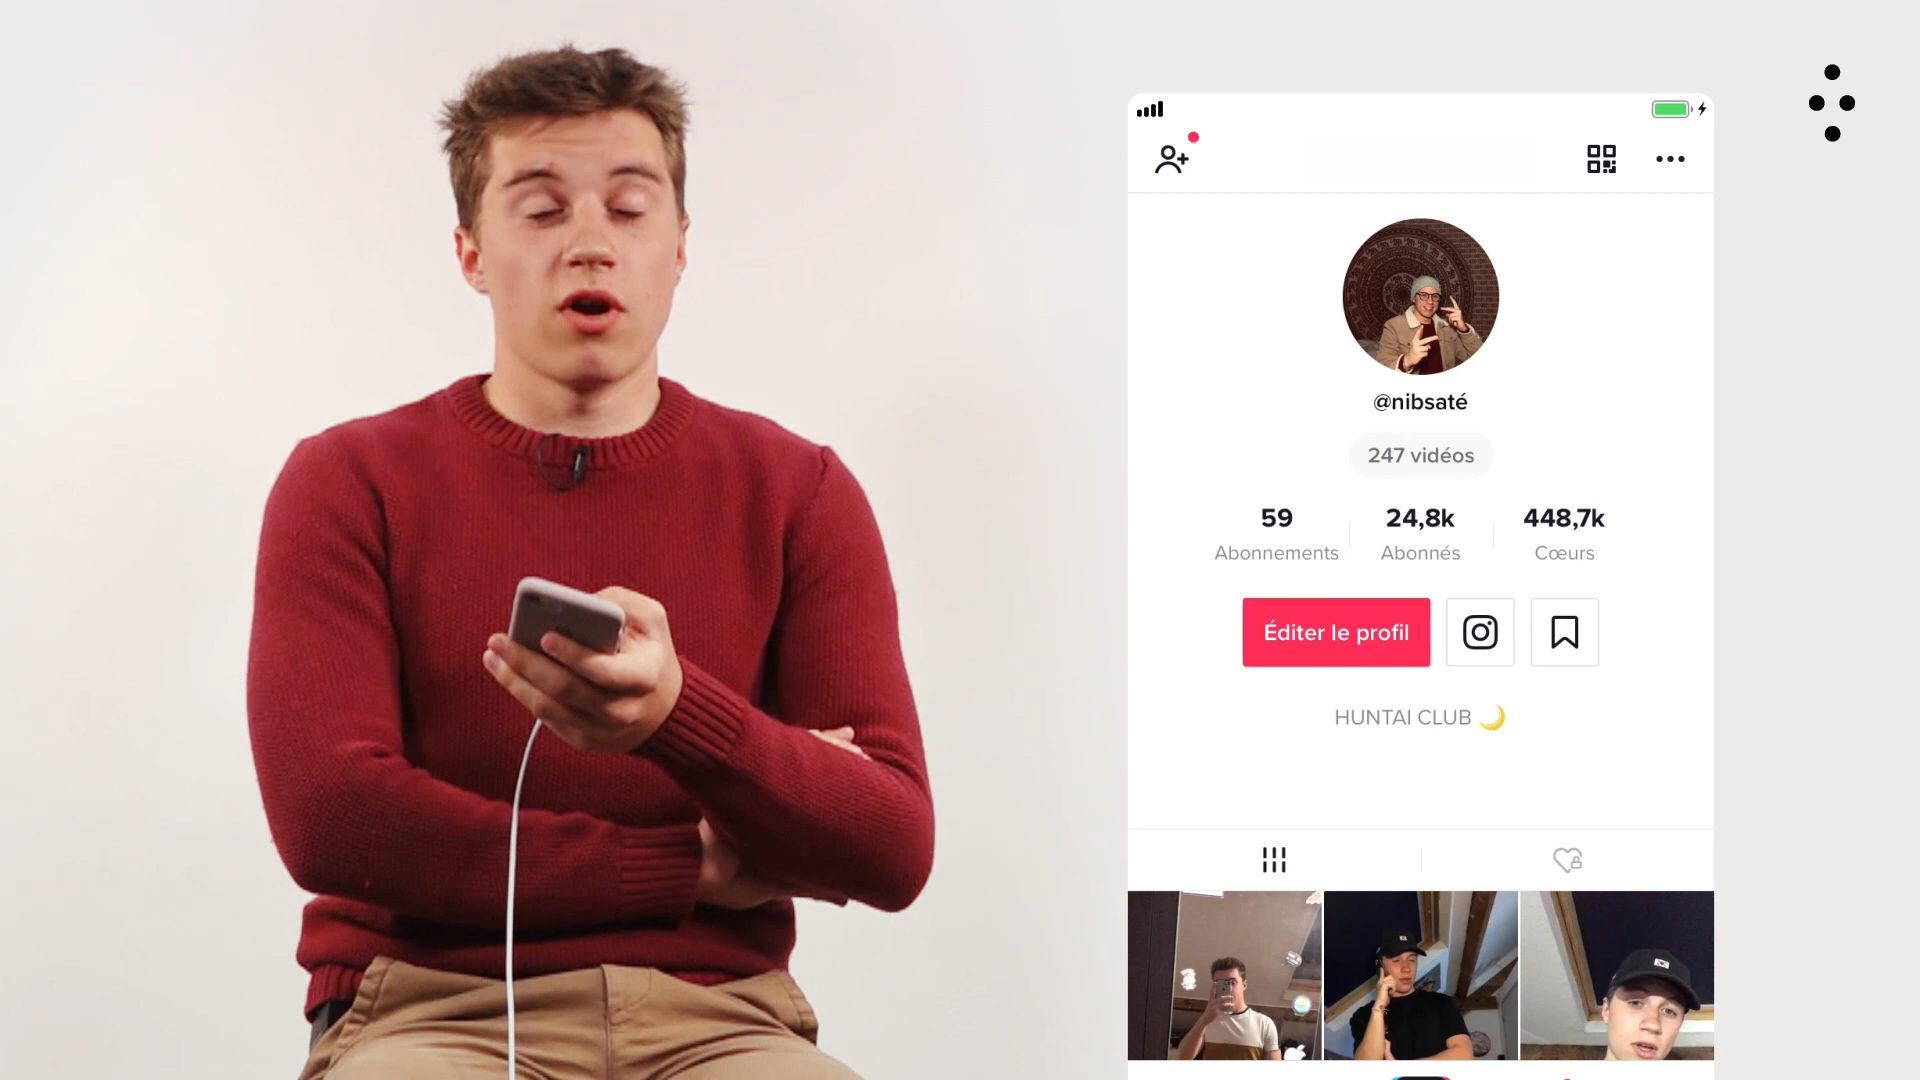 @nibsaté
247 vidéos
59
24,8k
448,7k
Abonnements
Abonnés
Cœurs
Éditer le profil
HUNTAI CLUB 🌙